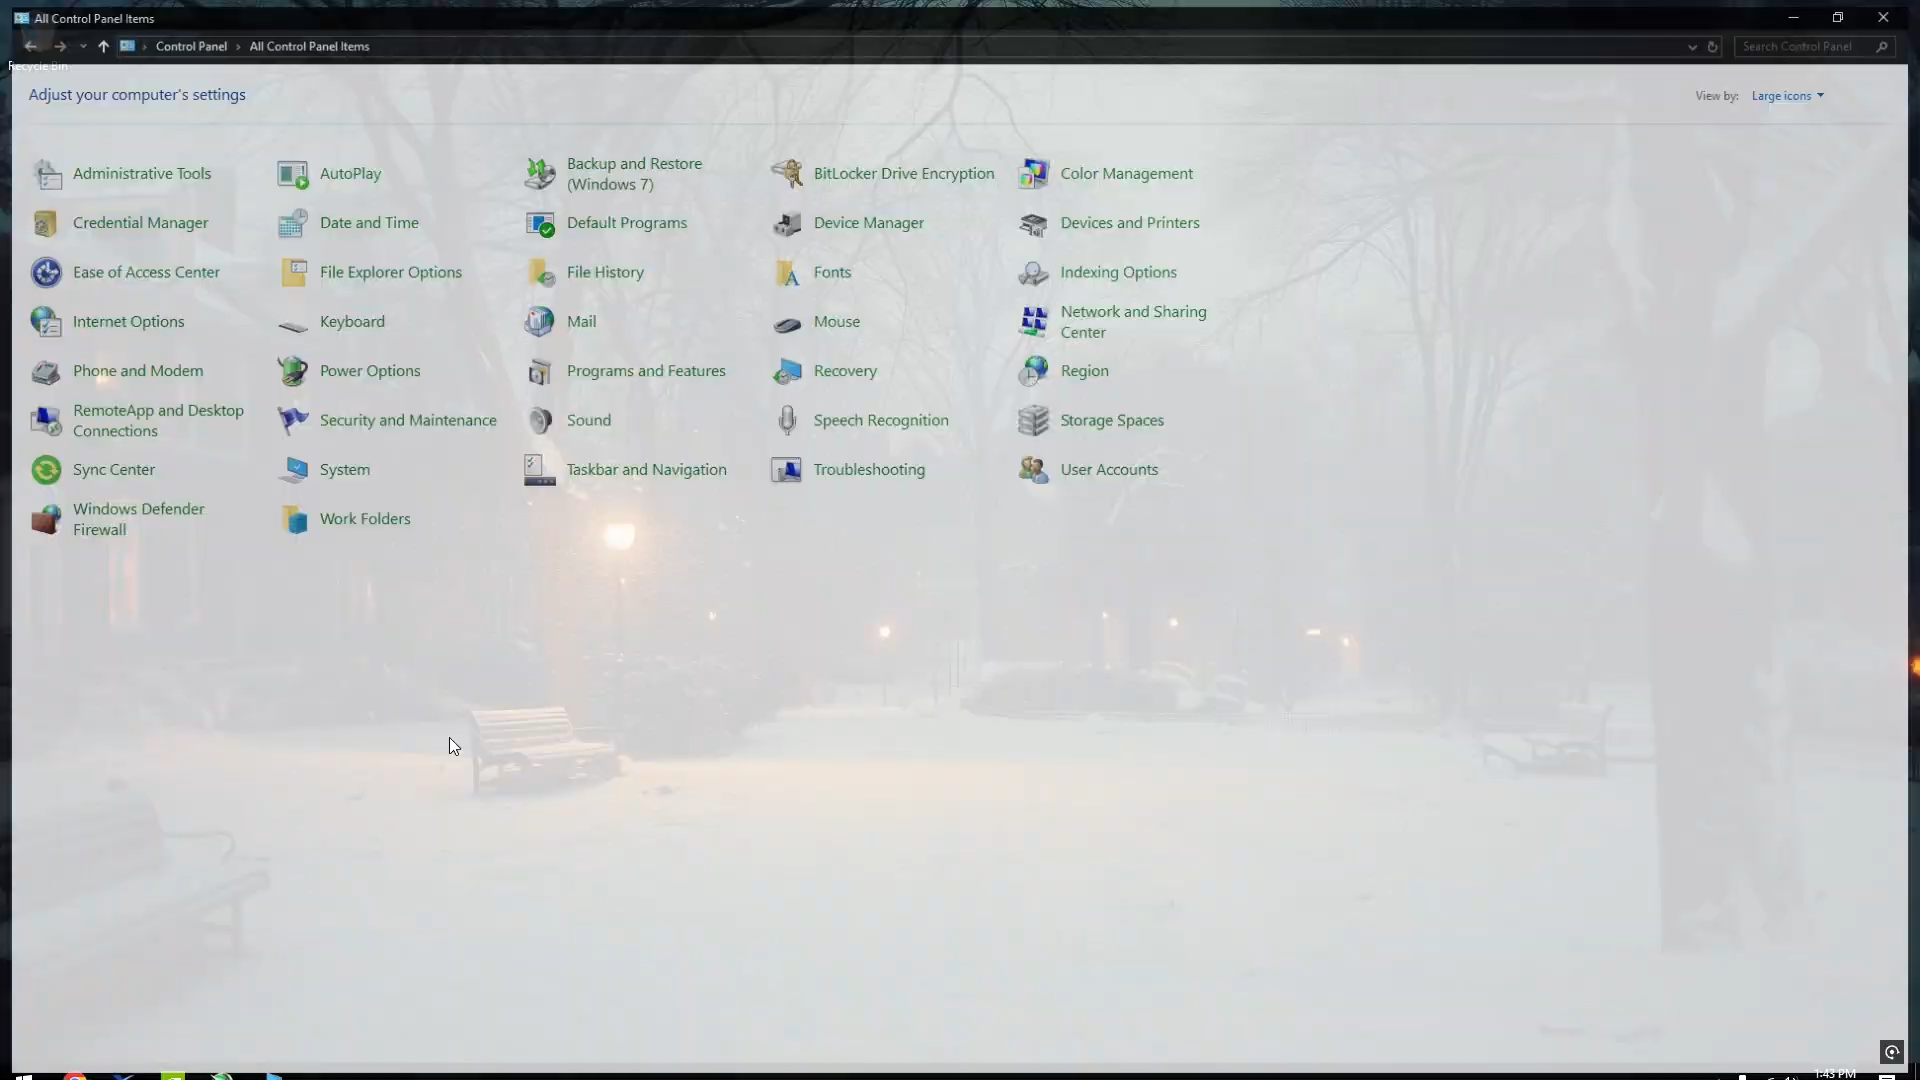 All Control Panel Items
Control Panel › All Control Panel Items
Search Control Panel
Recycle Bin
Adjust your computer's settings
View by: Large icons
Administrative Tools
AutoPlay
Backup and Restore
(Windows 7)
BitLocker Drive Encryption
Color Management
Credential Manager
Date and Time
Default Programs
Device Manager
Devices and Printers
Ease of Access Center
File Explorer Options
File History
Fonts
Indexing Options
Internet Options
Keyboard
Mail
Mouse
Network and Sharing
Center
Phone and Modem
Power Options
Programs and Features
Recovery
Region
RemoteApp and Desktop
Connections
Security and Maintenance
Sound
Speech Recognition
Storage Spaces
Sync Center
System
Taskbar and Navigation
Troubleshooting
User Accounts
Windows Defender
Firewall
Work Folders
1:43 PM